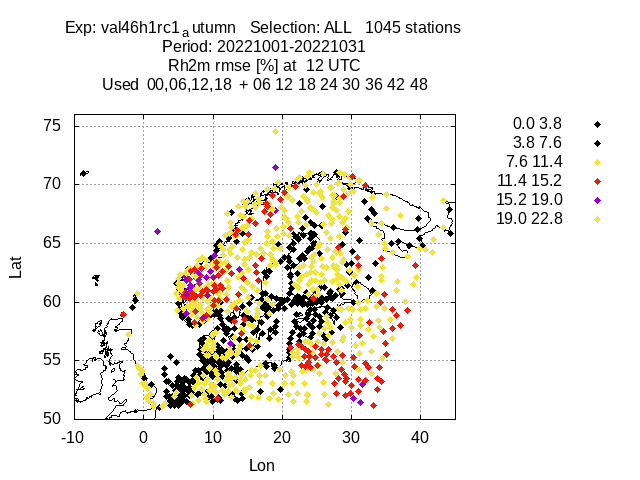 Exp: val46h1rc1autumn Selection: ALL 1045 stations
Period: 20221001-20221031
Rh2m rmse [%] at 12 UTC
Used 00,06,12,18 + 06 12 18 24 30 36 42 48
0.0 3.8
3.8 7.6
7.6 11.4
11.4 15.2
15.2 19.0
19.0 22.8
75
70
65
60
55
50
Lat
-10 0 10 20 30 40
Lon